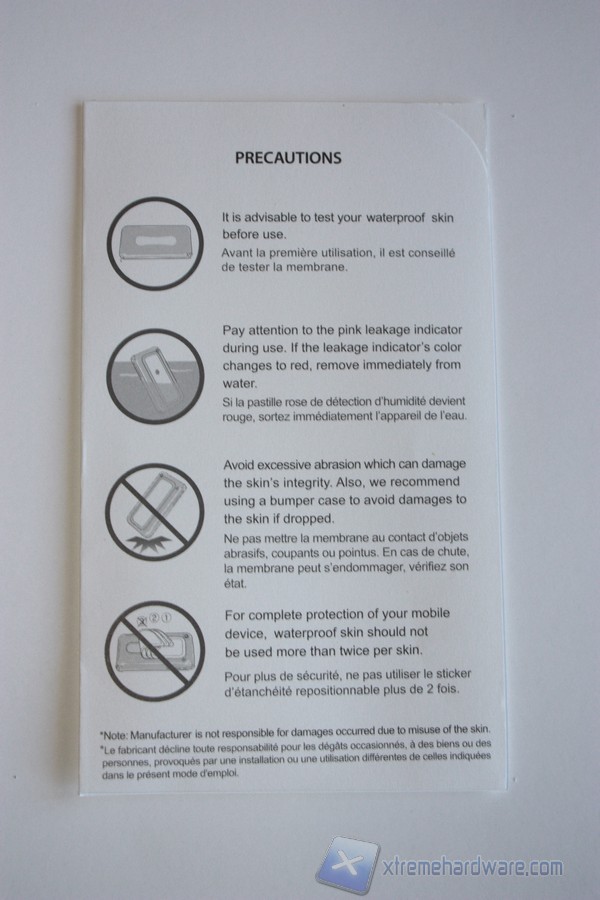 PRECAUTIONS
It is advisable to test your waterproof skin
before use.
Avant la première utilisation, il est conseillé
de tester la membrane.
Pay attention to the pink leakage indicator
during use. If the leakage indicator's color
changes to red, remove immediately from
water.
Si la pastille rose de détection d'humidité devient
rouge, sortez immédiatement l'appareil de l'eau.
Avoid excessive abrasion which can damage
the skin's integrity. Also, we recommend
using a bumper case to avoid damages to
the skin if dropped.
Ne pas mettre la membrane au contact d'objets
abrasifs, coupants ou pointus. En cas de chute,
la membrane peut s'endommager, vérifiez son
état.
② ①
For complete protection of your mobile
device, waterproof skin should not
be used more than twice per skin.
Pour plus de sécurité, ne pas utiliser le sticker
d'étanchéité repositionnable plus de 2 fois.
*Note: Manufacturer is not responsible for damages occurred due to misuse of the skin.
*Le fabricant décline toute responsabilité pour les dégâts occasionnés, à des biens ou des
personnes, provoqués par une installation ou une utilisation différentes de celles indiquées
dans le présent mode d'emploi.
xtremehardware.com